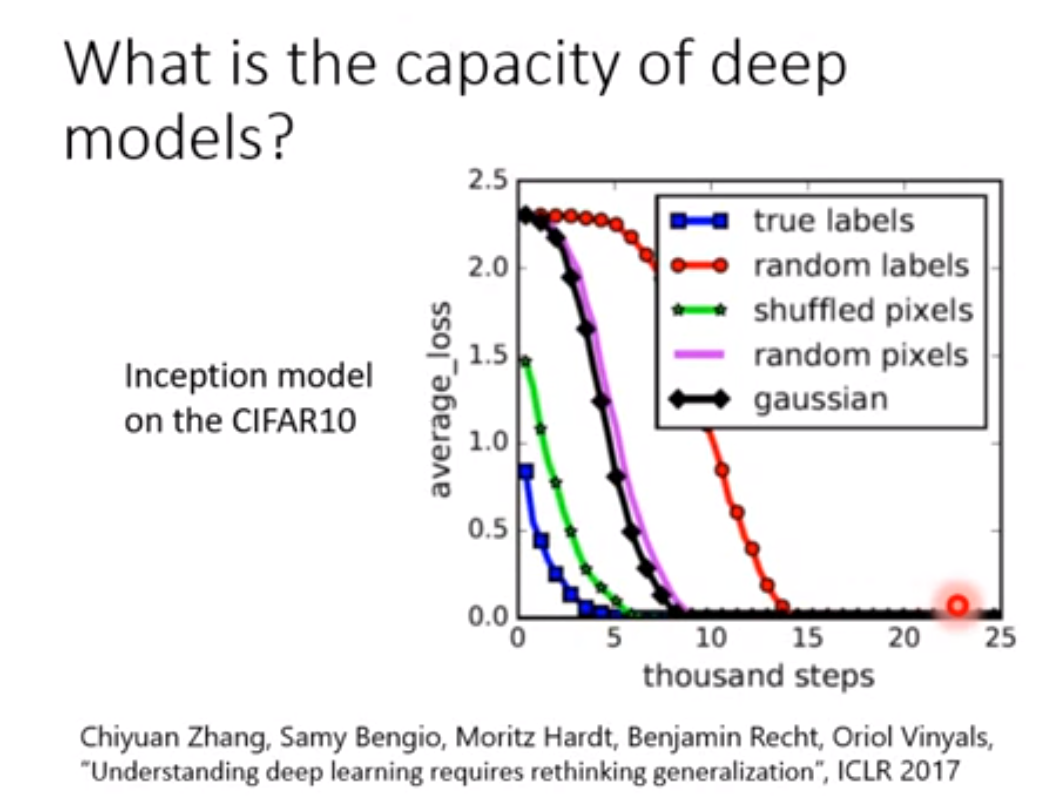 What is the capacity of deep
models?
2.5
2.0
1.5
1.0
0.5
0.0
average_loss
true labels
random labels
shuffled pixels
random pixels
gaussian
0 5 10 15 20 25
thousand steps
Inception model
on the CIFAR10
Chiyuan Zhang, Samy Bengio, Moritz Hardt, Benjamin Recht, Oriol Vinyals,
“Understanding deep learning requires rethinking generalization”, ICLR 2017